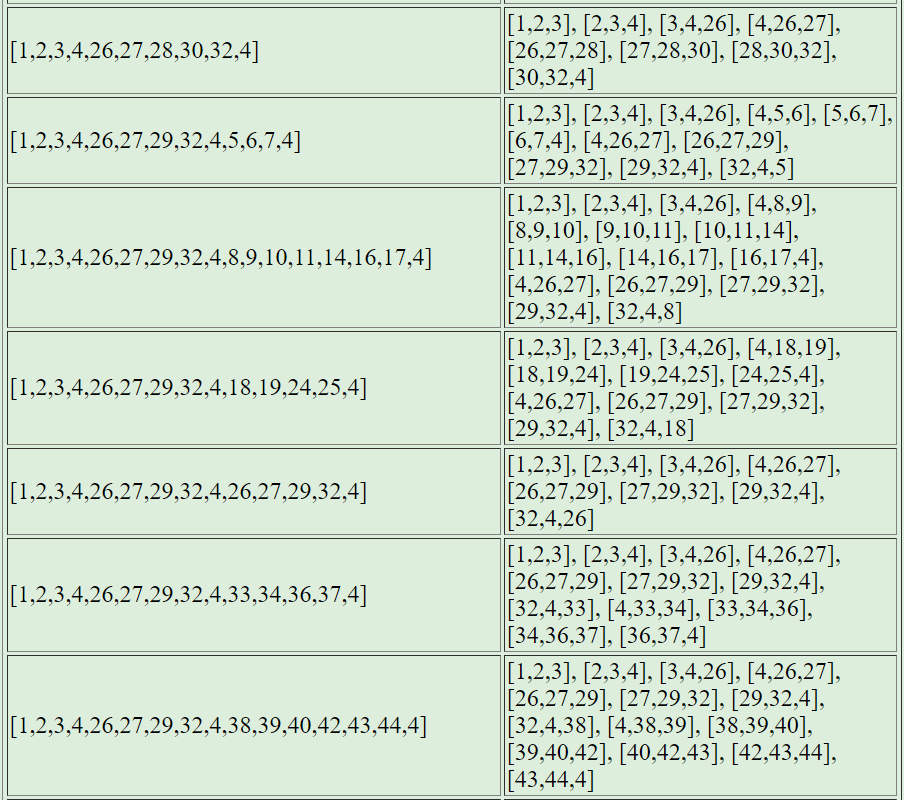 [1,2,3,4,26,27,28,30,32,4]
[1,2,3], [2,3,4], [3,4,26], [4,26,27],
[26,27,28], [27,28,30], [28,30,32],
[30,32,4]
[1,2,3,4,26,27,29,32,4,5,6,7,4]
[1,2,3], [2,3,4], [3,4,26], [4,5,6], [5,6,7],
[6,7,4], [4,26,27], [26,27,29],
[27,29,32], [29,32,4], [32,4,5]
[1,2,3,4,26,27,29,32,4,8,9,10,11,14,16,17,4]
[1,2,3], [2,3,4], [3,4,26], [4,8,9],
[8,9,10], [9,10,11], [10,11,14],
[11,14,16], [14,16,17], [16,17,4],
[4,26,27], [26,27,29], [27,29,32],
[29,32,4], [32,4,8]
[1,2,3,4,26,27,29,32,4,18,19,24,25,4]
[1,2,3], [2,3,4], [3,4,26], [4,18,19],
[18,19,24], [19,24,25], [24,25,4],
[4,26,27], [26,27,29], [27,29,32],
[29,32,4], [32,4,18]
[1,2,3,4,26,27,29,32,4,26,27,29,32,4]
[1,2,3], [2,3,4], [3,4,26], [4,26,27],
[26,27,29], [27,29,32], [29,32,4],
[32,4,26]
[1,2,3,4,26,27,29,32,4,33,34,36,37,4]
[1,2,3], [2,3,4], [3,4,26], [4,26,27],
[26,27,29], [27,29,32], [29,32,4],
[32,4,33], [4,33,34], [33,34,36],
[34,36,37], [36,37,4]
[1,2,3,4,26,27,29,32,4,38,39,40,42,43,44,4]
[1,2,3], [2,3,4], [3,4,26], [4,26,27],
[26,27,29], [27,29,32], [29,32,4],
[32,4,38], [4,38,39], [38,39,40],
[39,40,42], [40,42,43], [42,43,44],
[43,44,4]